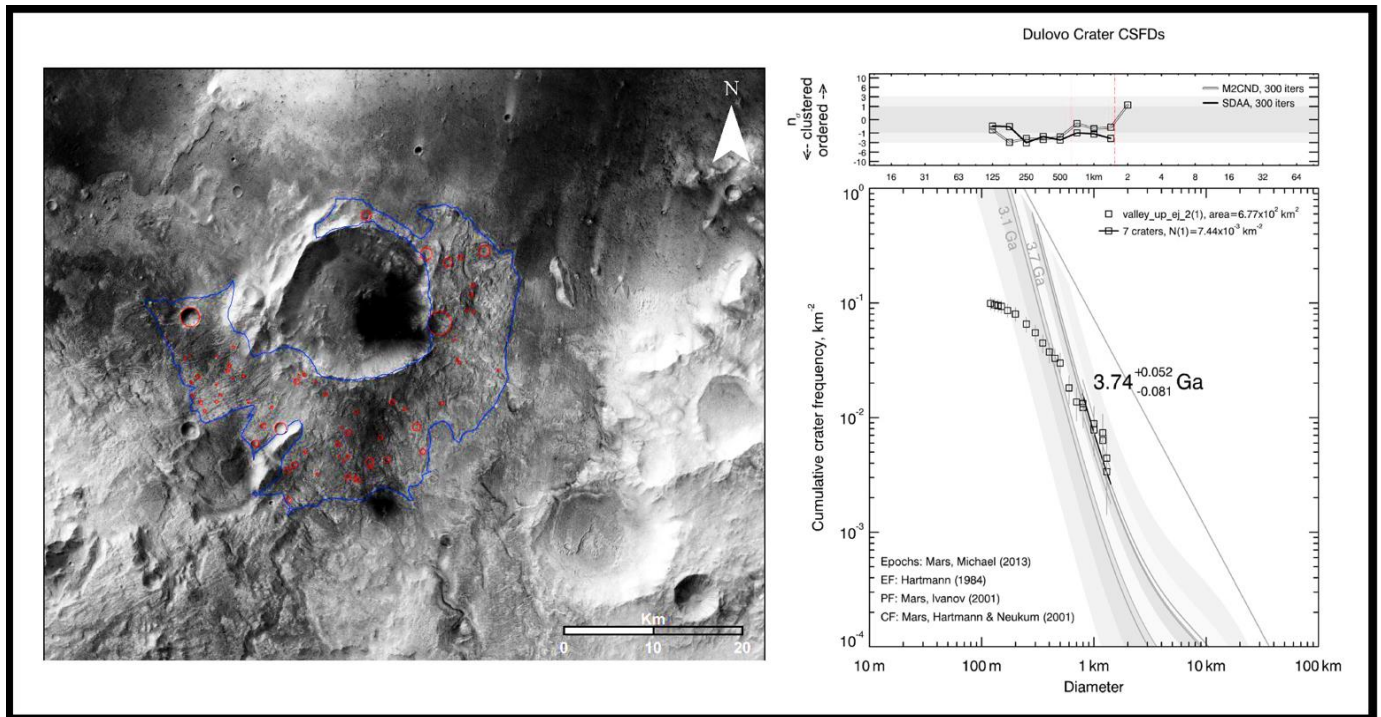 Dulovo Crater CSFDs
N
Km
0 10 20
<- clustered
ordered ->
nσ
10
6
3
1
0
-1
-3
-6
-10
M2CND, 300 iters
SDAA, 300 iters
16 31 63 125 250 500 1km 2 4 8 16 32 64
Cumulative crater frequency, km-2
10^0
10^-1
10^-2
10^-3
10^-4
valley_up_ej_2(1), area=6.77x10^2 km^2
7 craters, N(1)=7.44x10^-3 km^-2
3.1 Ga
3.7 Ga
3.74 +0.052 -0.081 Ga
Epochs: Mars, Michael (2013)
EF: Hartmann (1984)
PF: Mars, Ivanov (2001)
CF: Mars, Hartmann & Neukum (2001)
10 m 100 m 1 km 10 km 100 km
Diameter